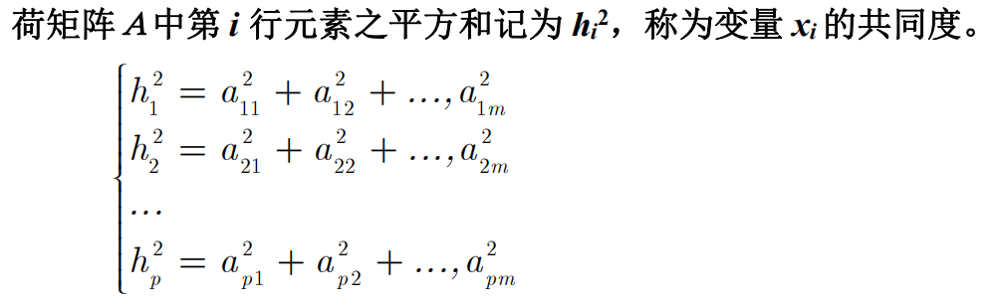 荷矩阵 A 中第 i 行元素之平方和记为 hᵢ²，称为变量 xᵢ 的共同度。
h₁² = a₁₁² + a₁₂² + ..., a₁ₘ²
h₂² = a₂₁² + a₂₂² + ..., a₂ₘ²
...
hₚ² = aₚ₁² + aₚ₂² + ..., aₚₘ²